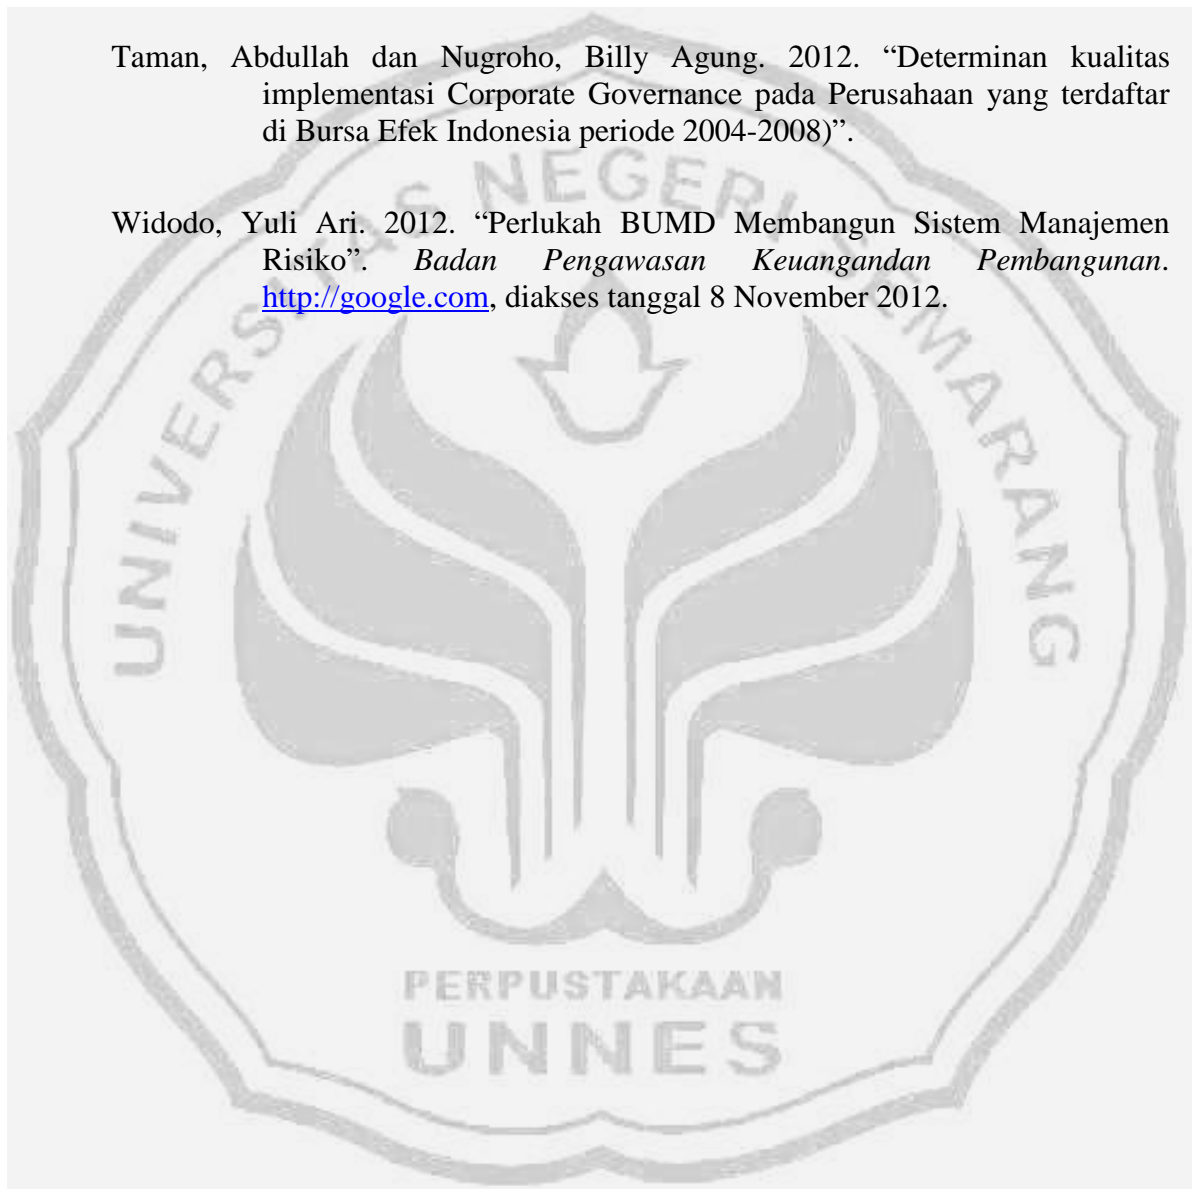 Taman, Abdullah dan Nugroho, Billy Agung. 2012. “Determinan kualitas
implementasi Corporate Governance pada Perusahaan yang terdaftar
di Bursa Efek Indonesia periode 2004-2008)”.
Widodo, Yuli Ari. 2012. “Perlukah BUMD Membangun Sistem Manajemen
Risiko”. Badan Pengawasan Keuangandan Pembangunan.
http://google.com, diakses tanggal 8 November 2012.
UNIVERSITAS NEGERI SEMARANG
PERPUSTAKAAN
UNNES